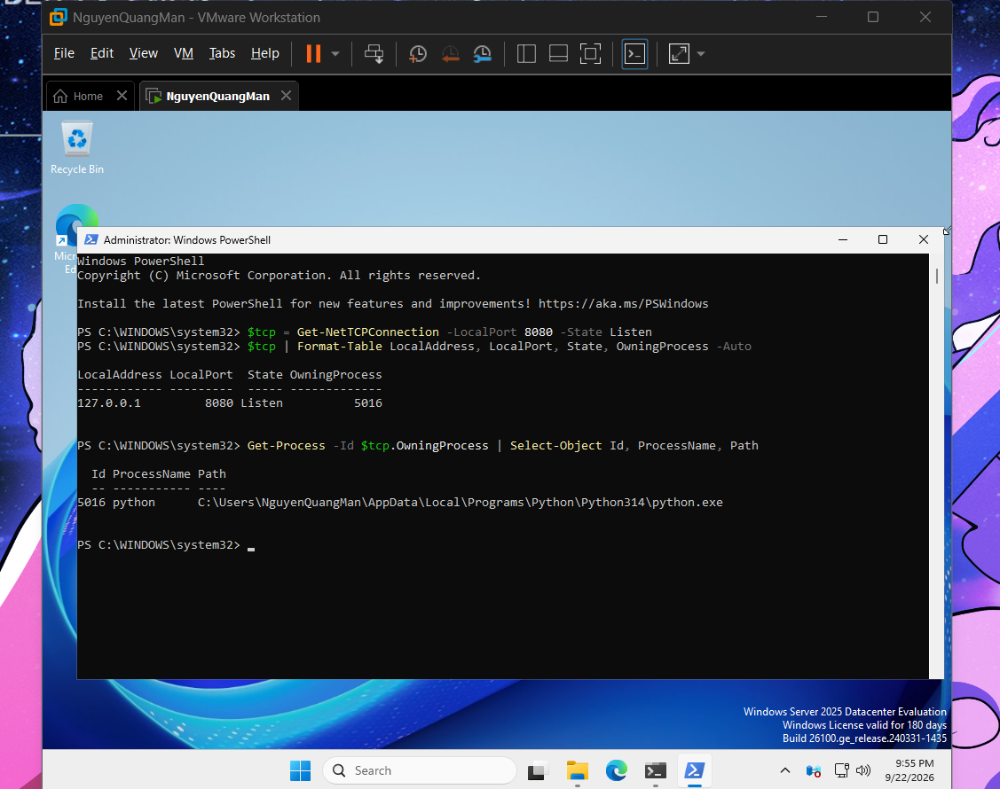 NguyenQuangMan - VMware Workstation
File Edit View VM Tabs Help
Home NguyenQuangMan
Recycle Bin
Administrator: Windows PowerShell
Windows PowerShell
Copyright (C) Microsoft Corporation. All rights reserved.
Install the latest PowerShell for new features and improvements! https://aka.ms/PSWindows
PS C:\WINDOWS\system32> $tcp = Get-NetTCPConnection -LocalPort 8080 -State Listen
PS C:\WINDOWS\system32> $tcp | Format-Table LocalAddress, LocalPort, State, OwningProcess -Auto
LocalAddress LocalPort  State OwningProcess
------------ ---------  ----- -------------
127.0.0.1         8080 Listen          5016
PS C:\WINDOWS\system32> Get-Process -Id $tcp.OwningProcess | Select-Object Id, ProcessName, Path
  Id ProcessName Path
  -- ----------- ----
5016 python      C:\Users\NguyenQuangMan\AppData\Local\Programs\Python\Python314\python.exe
PS C:\WINDOWS\system32>
Windows Server 2025 Datacenter Evaluation
Windows License valid for 180 days
Build 26100.ge_release.240331-1435
Search
9:55 PM
9/22/2026